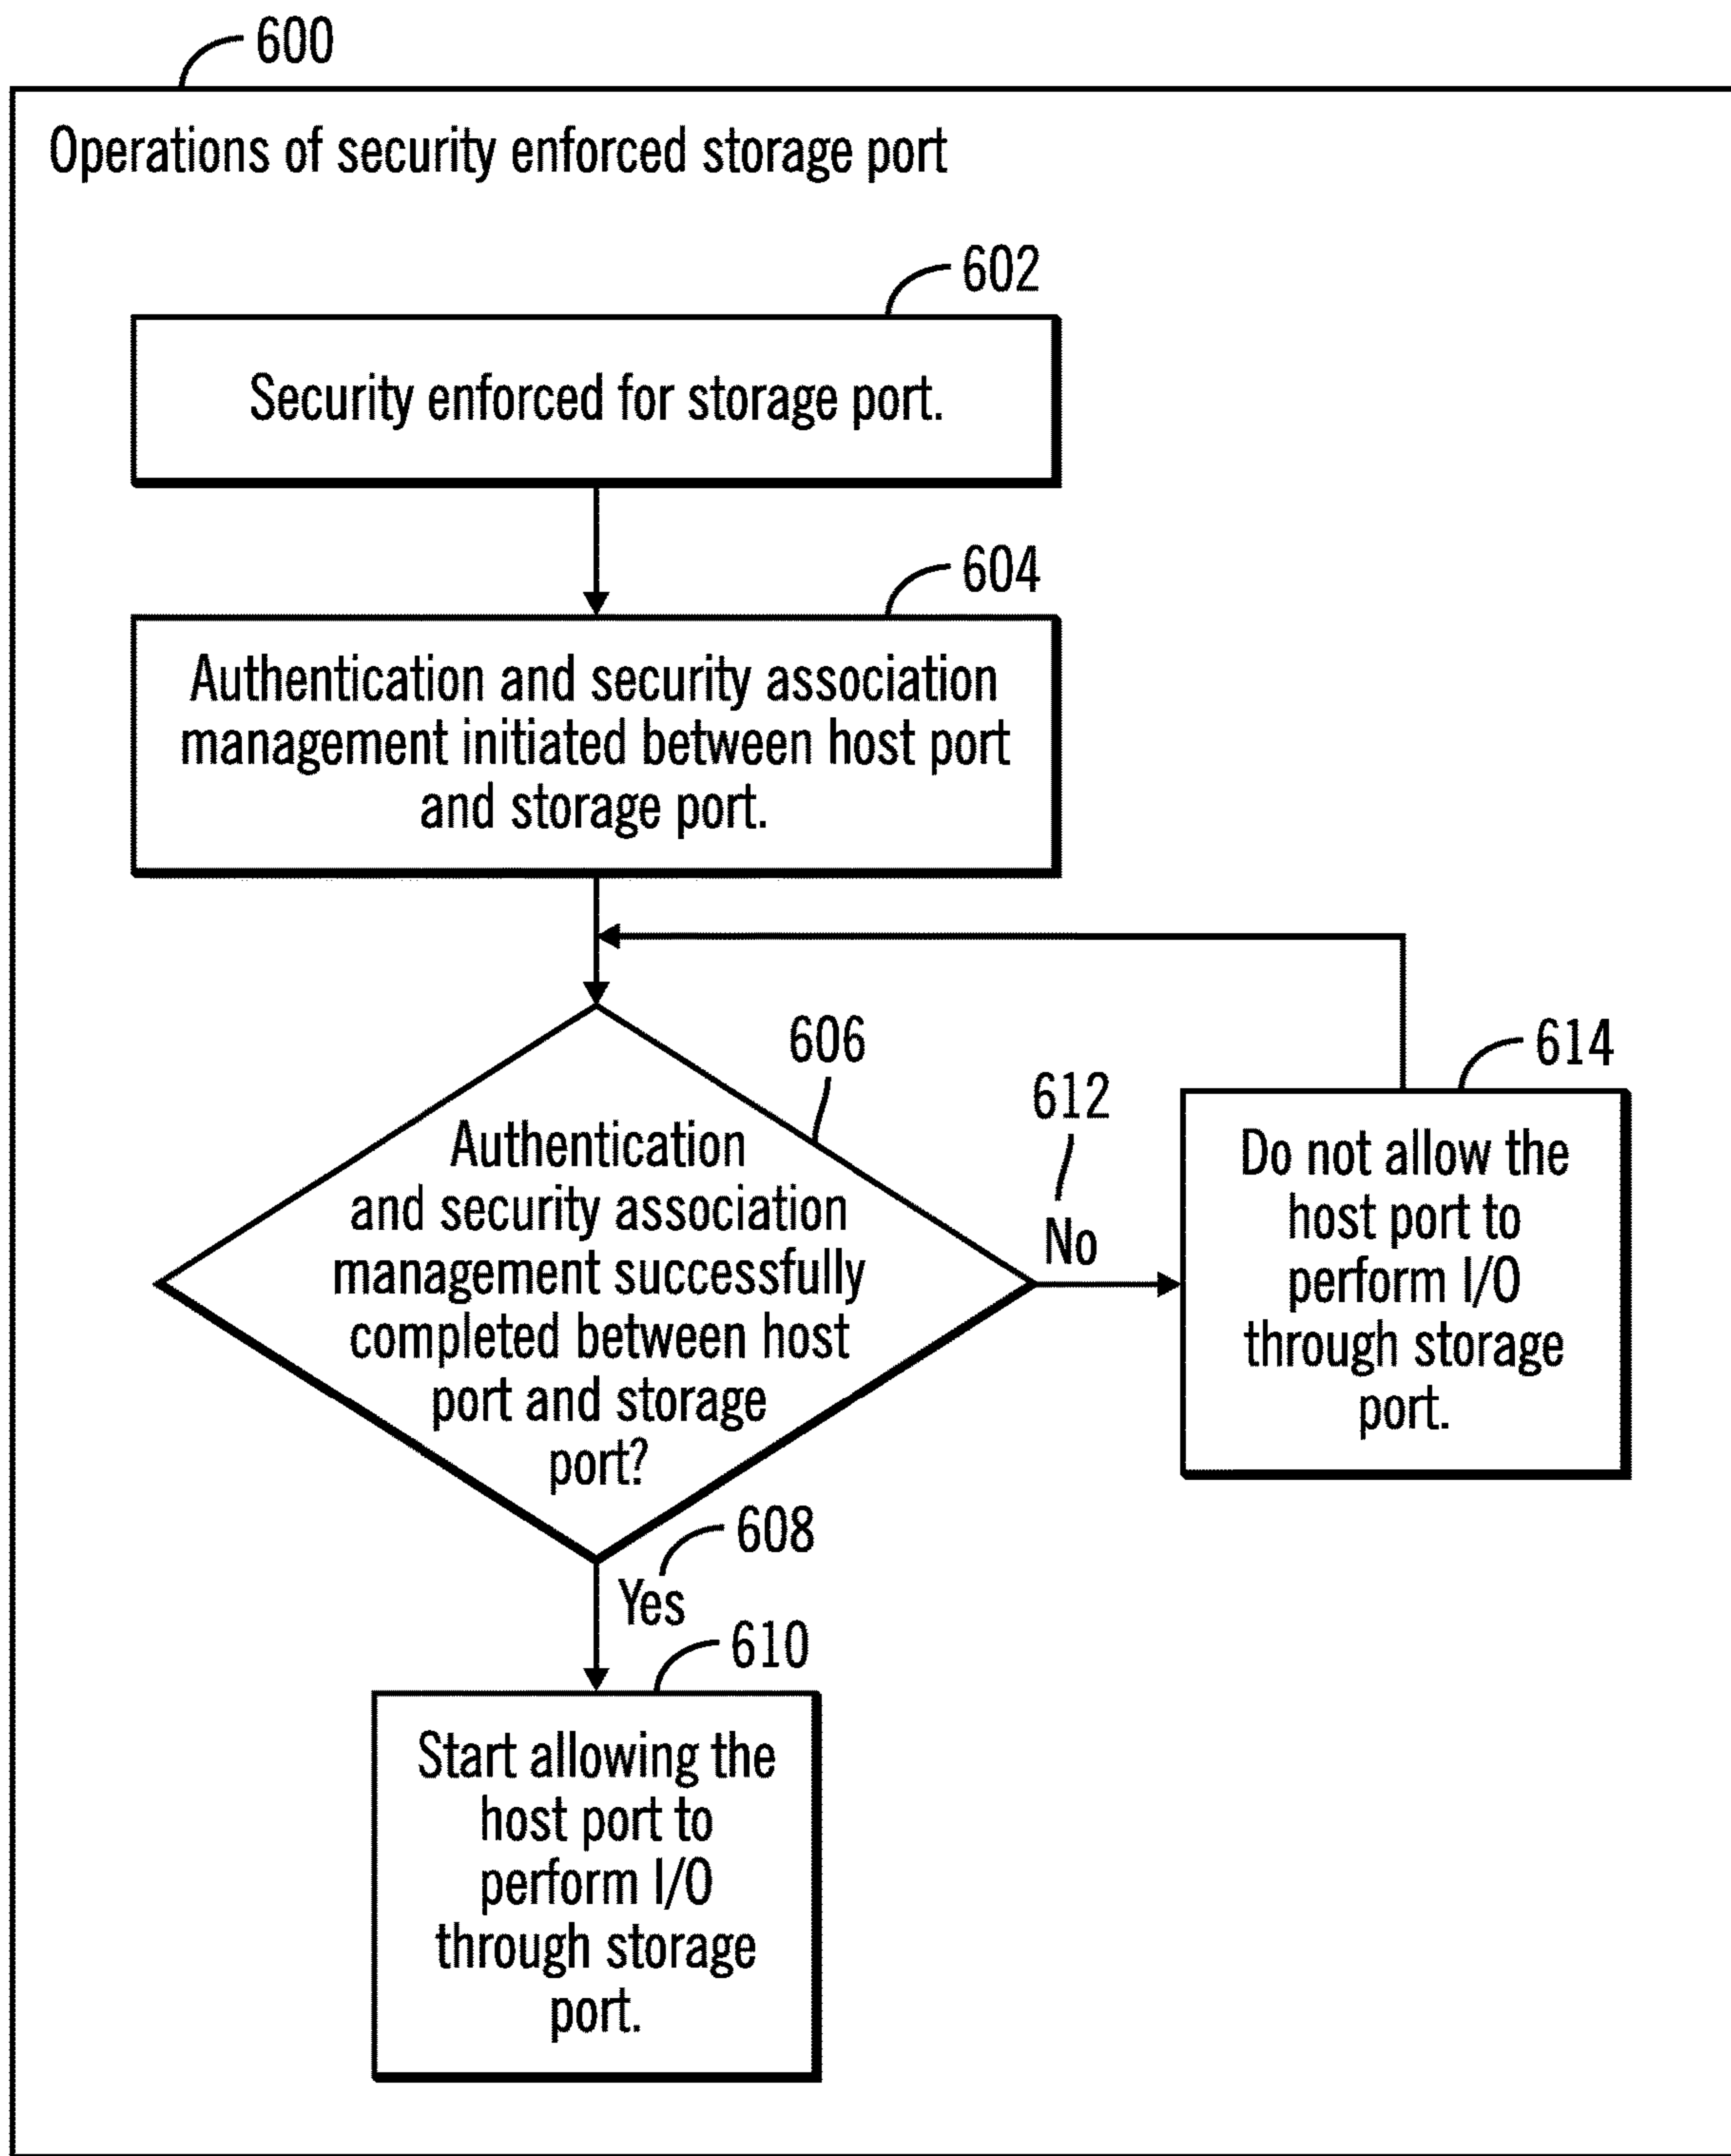 600
Operations of security enforced storage port
602
Security enforced for storage port.
604
Authentication and security association
management initiated between host port
and storage port.
606
Authentication
and security association
management successfully
completed between host
port and storage
port?
612
No
614
Do not allow the
host port to
perform I/O
through storage
port.
608
Yes
610
Start allowing the
host port to
perform I/O
through storage
port.